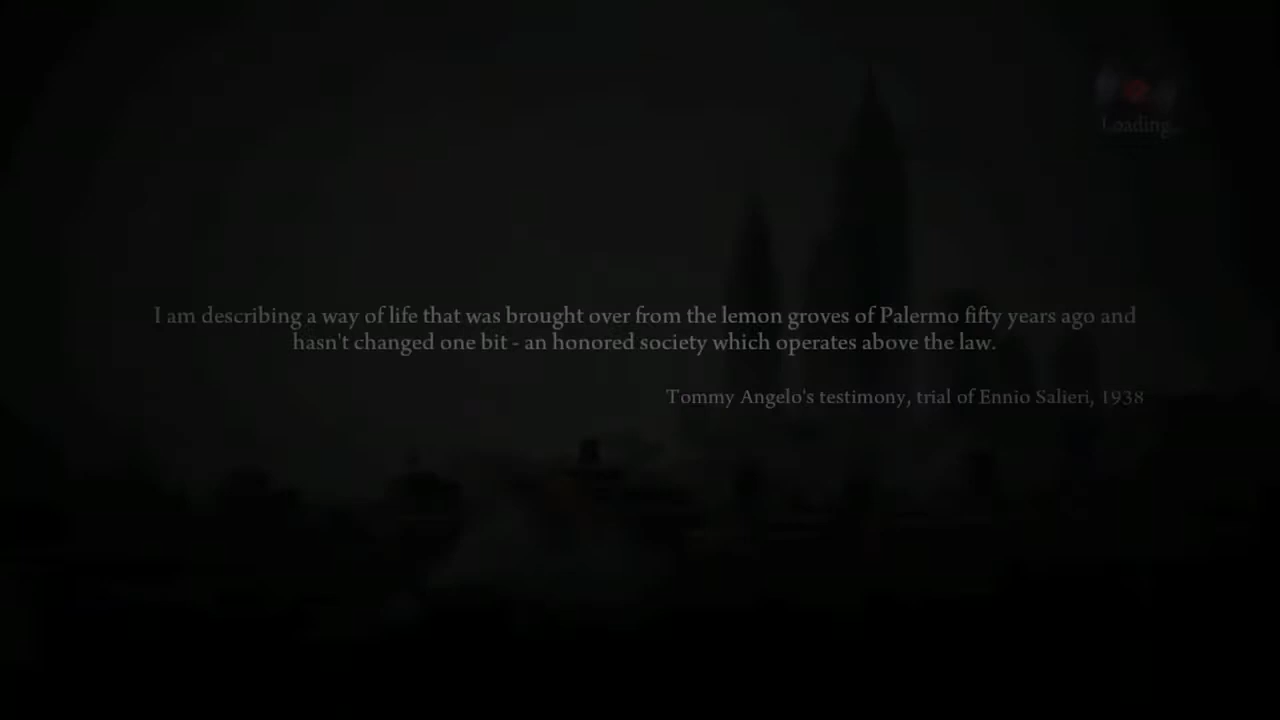 Loading...
I am describing a way of life that was brought over from the lemon groves of Palermo fifty years ago and
hasn't changed one bit - an honored society which operates above the law.
Tommy Angelo's testimony, trial of Ennio Salieri, 1938